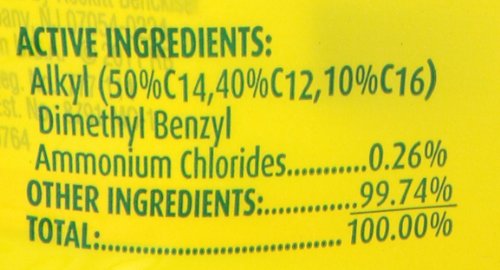 ACTIVE INGREDIENTS:
Alkyl (50%C14,40%C12,10%C16)
Dimethyl Benzyl
Ammonium Chlorides...........0.26%
OTHER INGREDIENTS:..............99.74%
TOTAL:................................... 100.00%